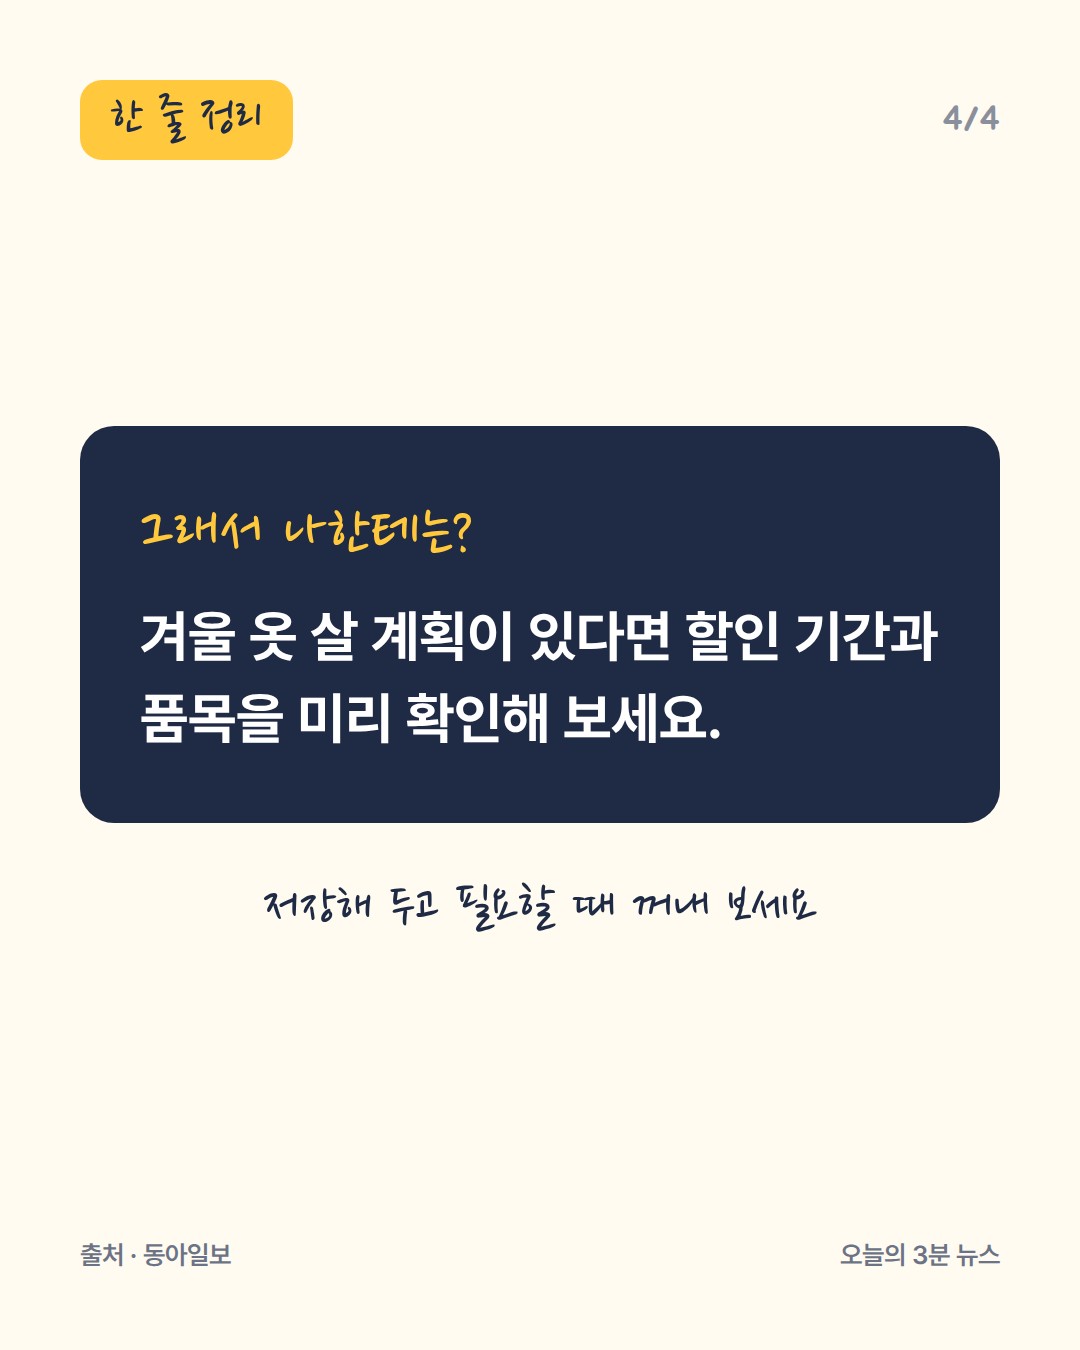 한 줄 정리
4/4
그래서 나한테는?
겨울 옷 살 계획이 있다면 할인 기간과
품목을 미리 확인해 보세요.
저장해 두고 필요할 때 꺼내 보세요
출처 · 동아일보
오늘의 3분 뉴스